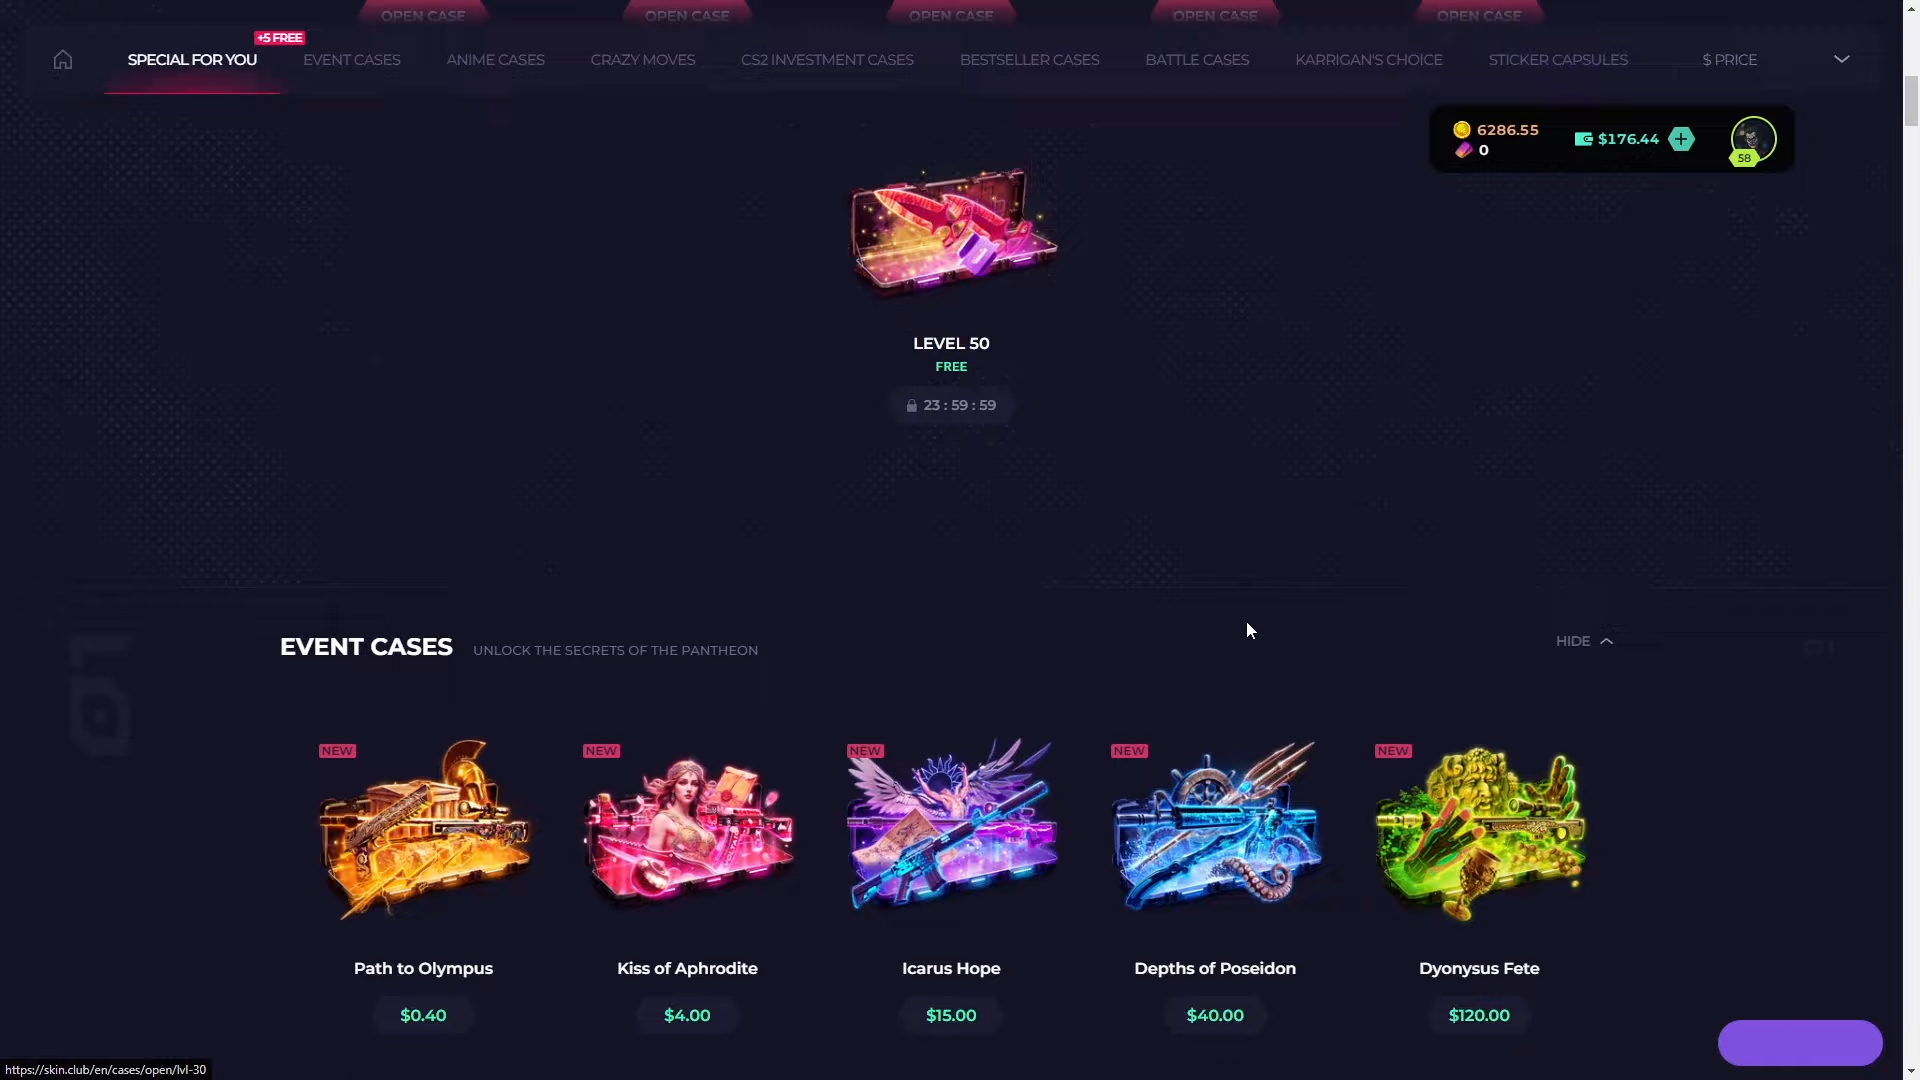 OPEN CASE OPEN CASE OPEN CASE OPEN CASE OPEN CASE
+5 FREE
SPECIAL FOR YOU EVENT CASES ANIME CASES CRAZY MOVES CS2 INVESTMENT CASES BESTSELLER CASES BATTLE CASES KARRIGAN'S CHOICE STICKER CAPSULES $ PRICE
6286.55
0
$176.44
58
LEVEL 50
FREE
23 : 59 : 59
EVENT CASES UNLOCK THE SECRETS OF THE PANTHEON HIDE
NEW NEW NEW NEW NEW
Path to Olympus Kiss of Aphrodite Icarus Hope Depths of Poseidon Dyonysus Fete
$0.40 $4.00 $15.00 $40.00 $120.00
https://skin.club/en/cases/open/lvl-30